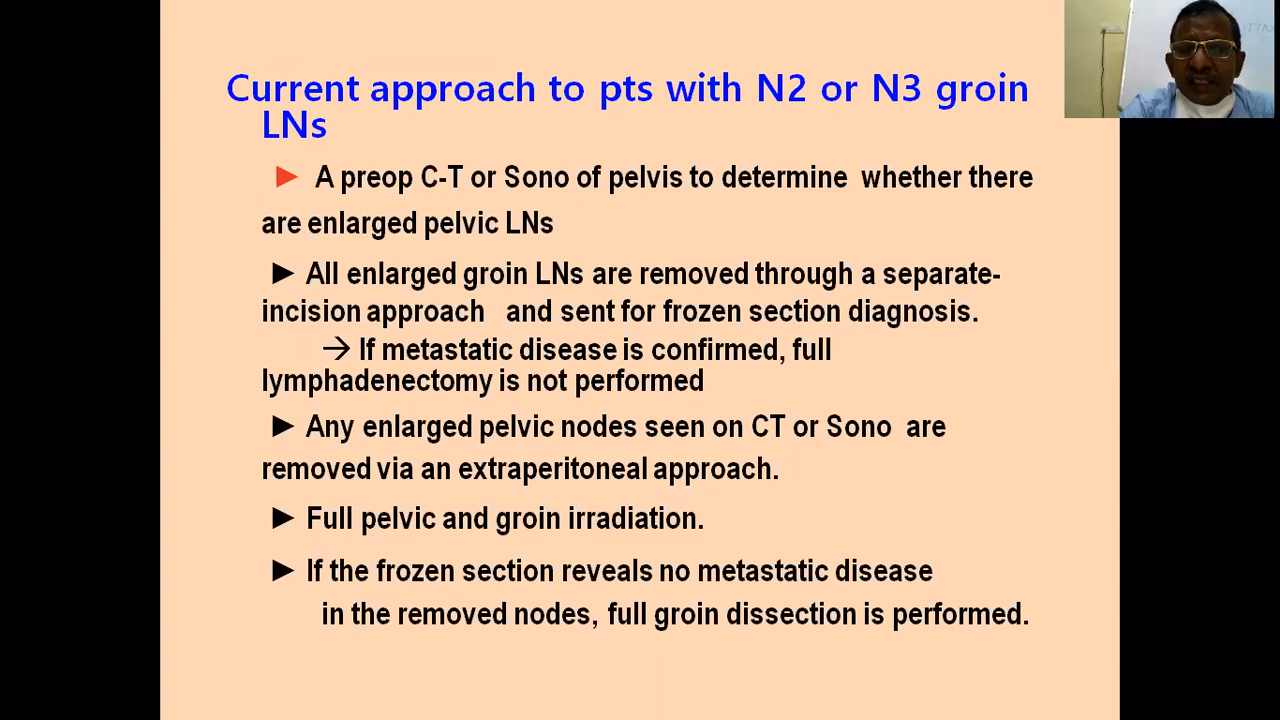 Current approach to pts with N2 or N3 groin
LNs
► A preop C-T or Sono of pelvis to determine whether there
are enlarged pelvic LNs
► All enlarged groin LNs are removed through a separate-
incision approach and sent for frozen section diagnosis.
→ If metastatic disease is confirmed, full
lymphadenectomy is not performed
► Any enlarged pelvic nodes seen on CT or Sono are
removed via an extraperitoneal approach.
► Full pelvic and groin irradiation.
► If the frozen section reveals no metastatic disease
in the removed nodes, full groin dissection is performed.